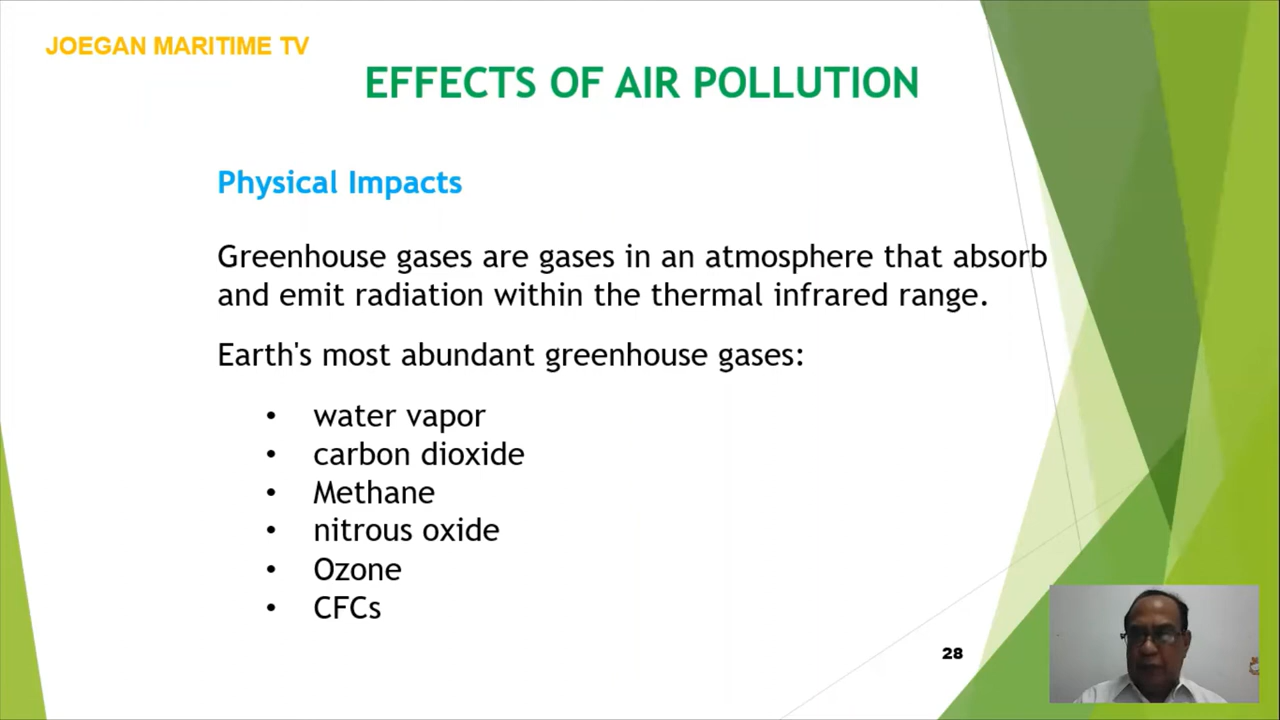 JOEGAN MARITIME TV
EFFECTS OF AIR POLLUTION
Physical Impacts
Greenhouse gases are gases in an atmosphere that absorb
and emit radiation within the thermal infrared range.
Earth's most abundant greenhouse gases:
• water vapor
• carbon dioxide
• Methane
• nitrous oxide
• Ozone
• CFCs
28